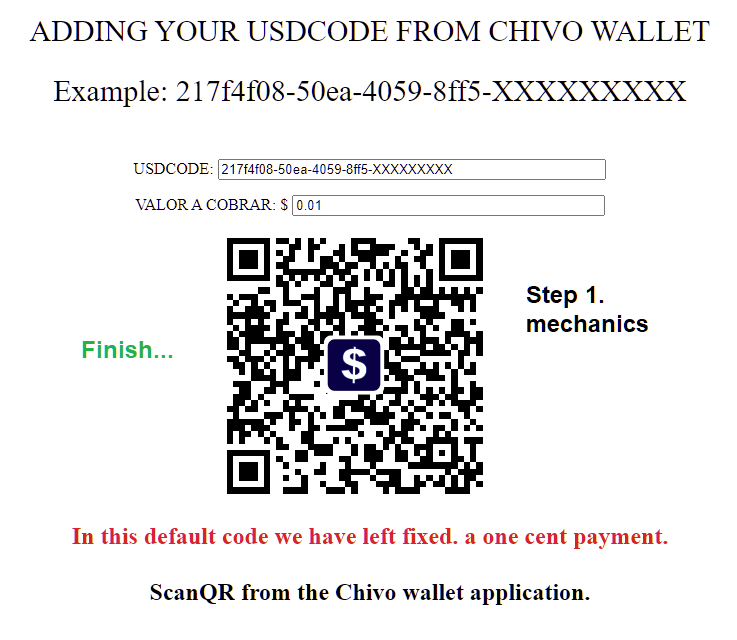 ADDING YOUR USDCODE FROM CHIVO WALLET
Example: 217f4f08-50ea-4059-8ff5-XXXXXXXXX
USDCODE: 217f4f08-50ea-4059-8ff5-XXXXXXXXX
VALOR A COBRAR: $ 0.01
Step 1.
mechanics
Finish...
$
In this default code we have left fixed. a one cent payment.
ScanQR from the Chivo wallet application.